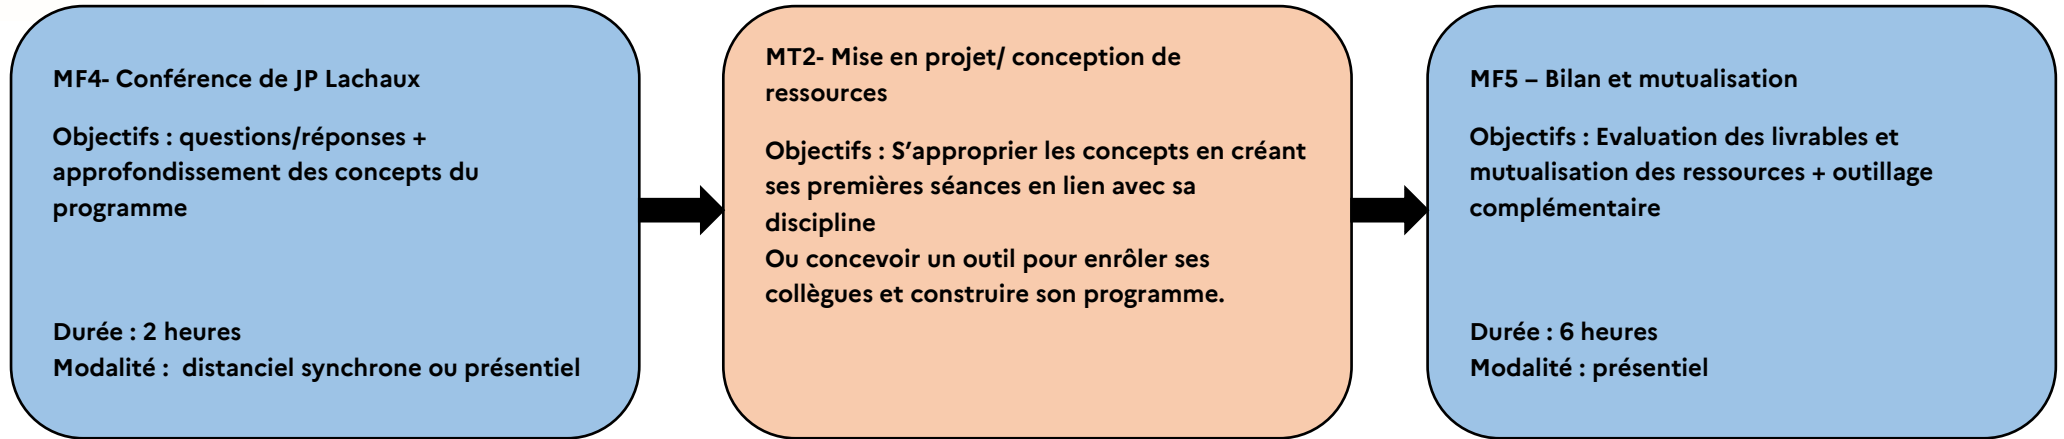 MF4- Conférence de JP Lachaux
Objectifs : questions/réponses +
approfondissement des concepts du
programme
Durée : 2 heures
Modalité :  distanciel synchrone ou présentiel
MT2- Mise en projet/ conception de
ressources
Objectifs : S’approprier les concepts en créant
ses premières séances en lien avec sa
discipline
Ou concevoir un outil pour enrôler ses
collègues et construire son programme.
MF5 – Bilan et mutualisation
Objectifs : Evaluation des livrables et
mutualisation des ressources + outillage
complémentaire
Durée : 6 heures
Modalité : présentiel